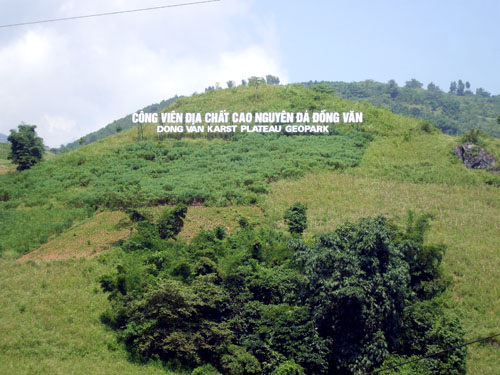 CÔNG VIÊN ĐỊA CHẤT CAO NGUYÊN ĐÁ ĐỒNG VĂN
DONG VAN KARST PLATEAU GEOPARK